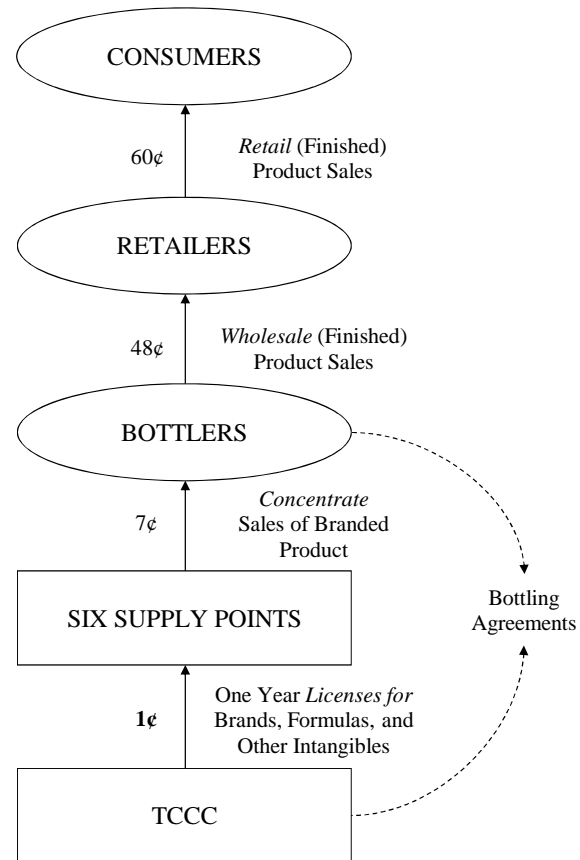 CONSUMERS
60¢
Retail (Finished)
Product Sales
RETAILERS
48¢
Wholesale (Finished)
Product Sales
BOTTLERS
7¢
Concentrate
Sales of Branded
Product
SIX SUPPLY POINTS
Bottling
Agreements
1¢
One Year Licenses for
Brands, Formulas, and
Other Intangibles
TCCC